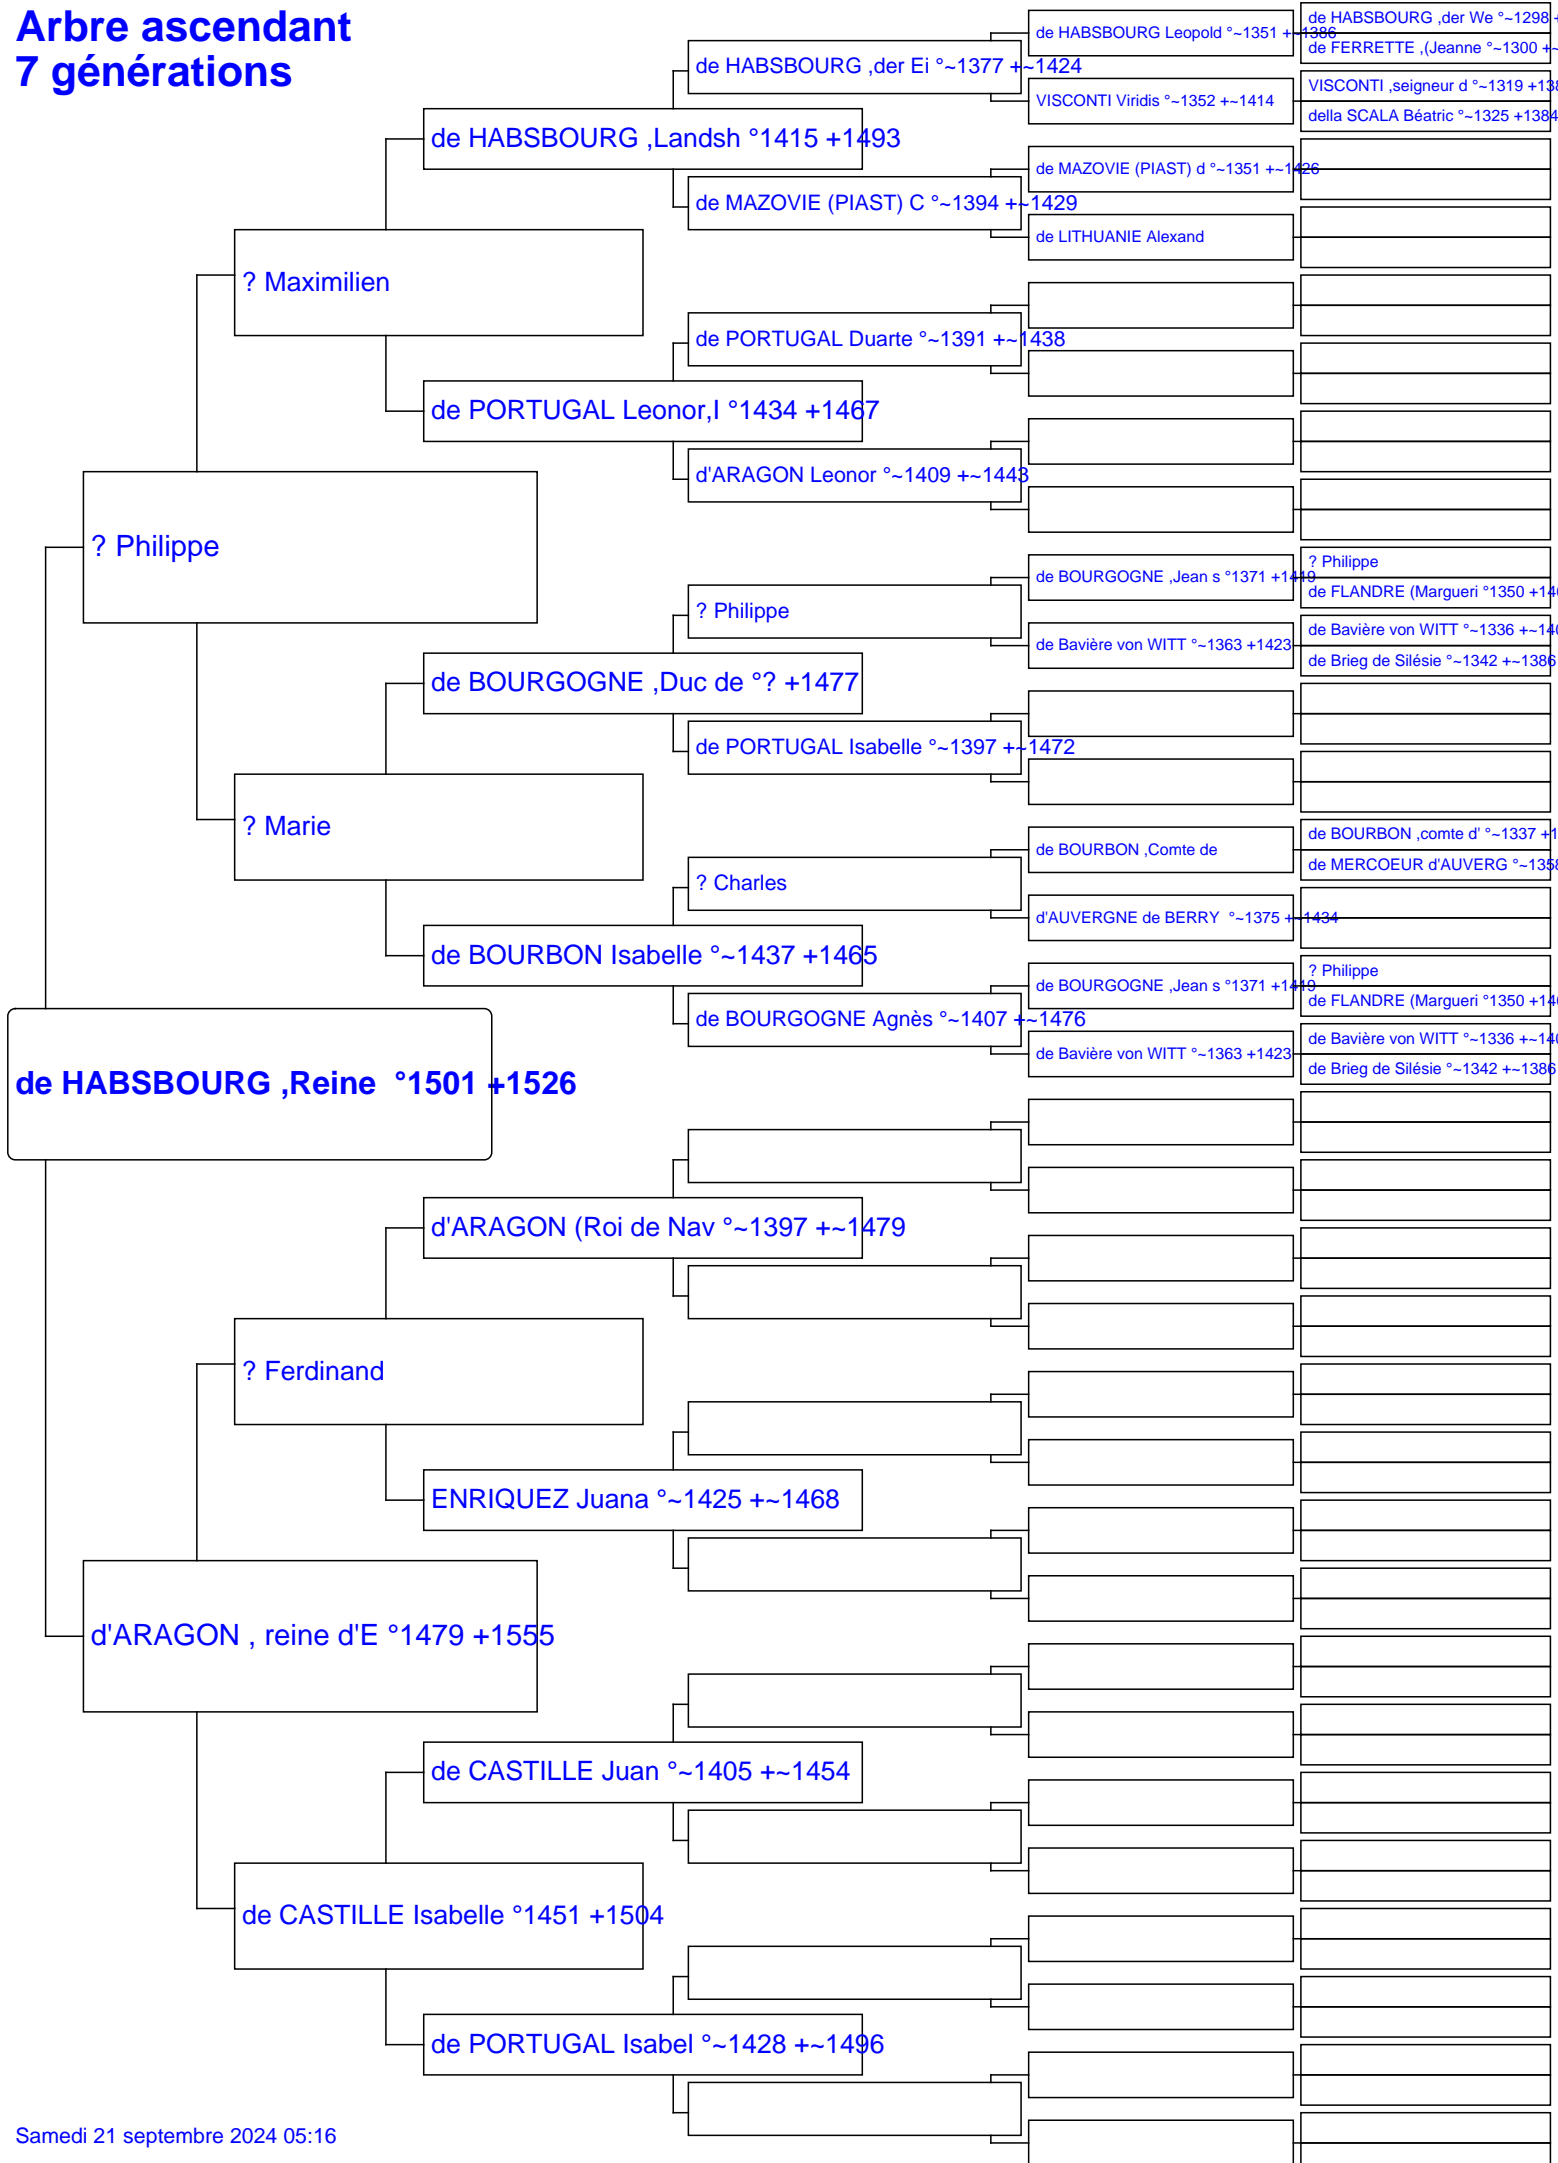 Arbre ascendant
7 générations
de HABSBOURG ,der We °~1298 +
de HABSBOURG Leopold °~1351 +~1386
de FERRETTE ,(Jeanne °~1300 +~
de HABSBOURG ,der Ei °~1377 +~1424
VISCONTI ,seigneur d °~1319 +138
VISCONTI Viridis °~1352 +~1414
della SCALA Béatric °~1325 +1384
de HABSBOURG ,Landsh °1415 +1493
de MAZOVIE (PIAST) d °~1351 +~1426
de MAZOVIE (PIAST) C °~1394 +~1429
de LITHUANIE Alexand
? Maximilien
de PORTUGAL Duarte °~1391 +~1438
de PORTUGAL Leonor,I °1434 +1467
d'ARAGON Leonor °~1409 +~1443
? Philippe
? Philippe
de BOURGOGNE ,Jean s °1371 +1419
de FLANDRE (Margueri °1350 +140
? Philippe
de Bavière von WITT °~1336 +~140
de Bavière von WITT °~1363 +1423
de Brieg de Silésie °~1342 +~1386
de BOURGOGNE ,Duc de °? +1477
de PORTUGAL Isabelle °~1397 +~1472
? Marie
de BOURBON ,comte d' °~1337 +1
de BOURBON ,Comte de
de MERCOEUR d'AUVERG °~1358
? Charles
d'AUVERGNE de BERRY  °~1375 +~1434
de BOURBON Isabelle °~1437 +1465
? Philippe
de BOURGOGNE ,Jean s °1371 +1419
de FLANDRE (Margueri °1350 +140
de BOURGOGNE Agnès °~1407 +~1476
de Bavière von WITT °~1336 +~140
de Bavière von WITT °~1363 +1423
de Brieg de Silésie °~1342 +~1386
de HABSBOURG ,Reine  °1501 +1526
d'ARAGON (Roi de Nav °~1397 +~1479
? Ferdinand
ENRIQUEZ Juana °~1425 +~1468
d'ARAGON , reine d'E °1479 +1555
de CASTILLE Juan °~1405 +~1454
de CASTILLE Isabelle °1451 +1504
de PORTUGAL Isabel °~1428 +~1496
Samedi 21 septembre 2024 05:16